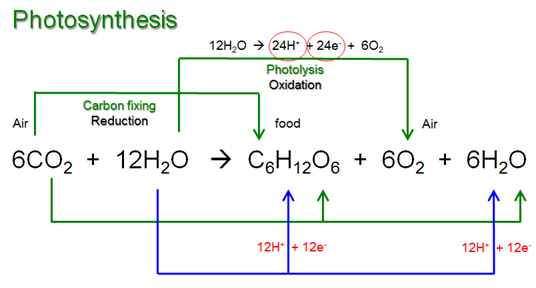 Photosynthesis
12H₂O → 24H⁺ + 24e⁻ + 6O₂
Photolysis
Oxidation
Carbon fixing
Reduction
Air
food
Air
6CO₂ + 12H₂O → C₆H₁₂O₆ + 6O₂ + 6H₂O
12H⁺ + 12e⁻
12H⁺ + 12e⁻